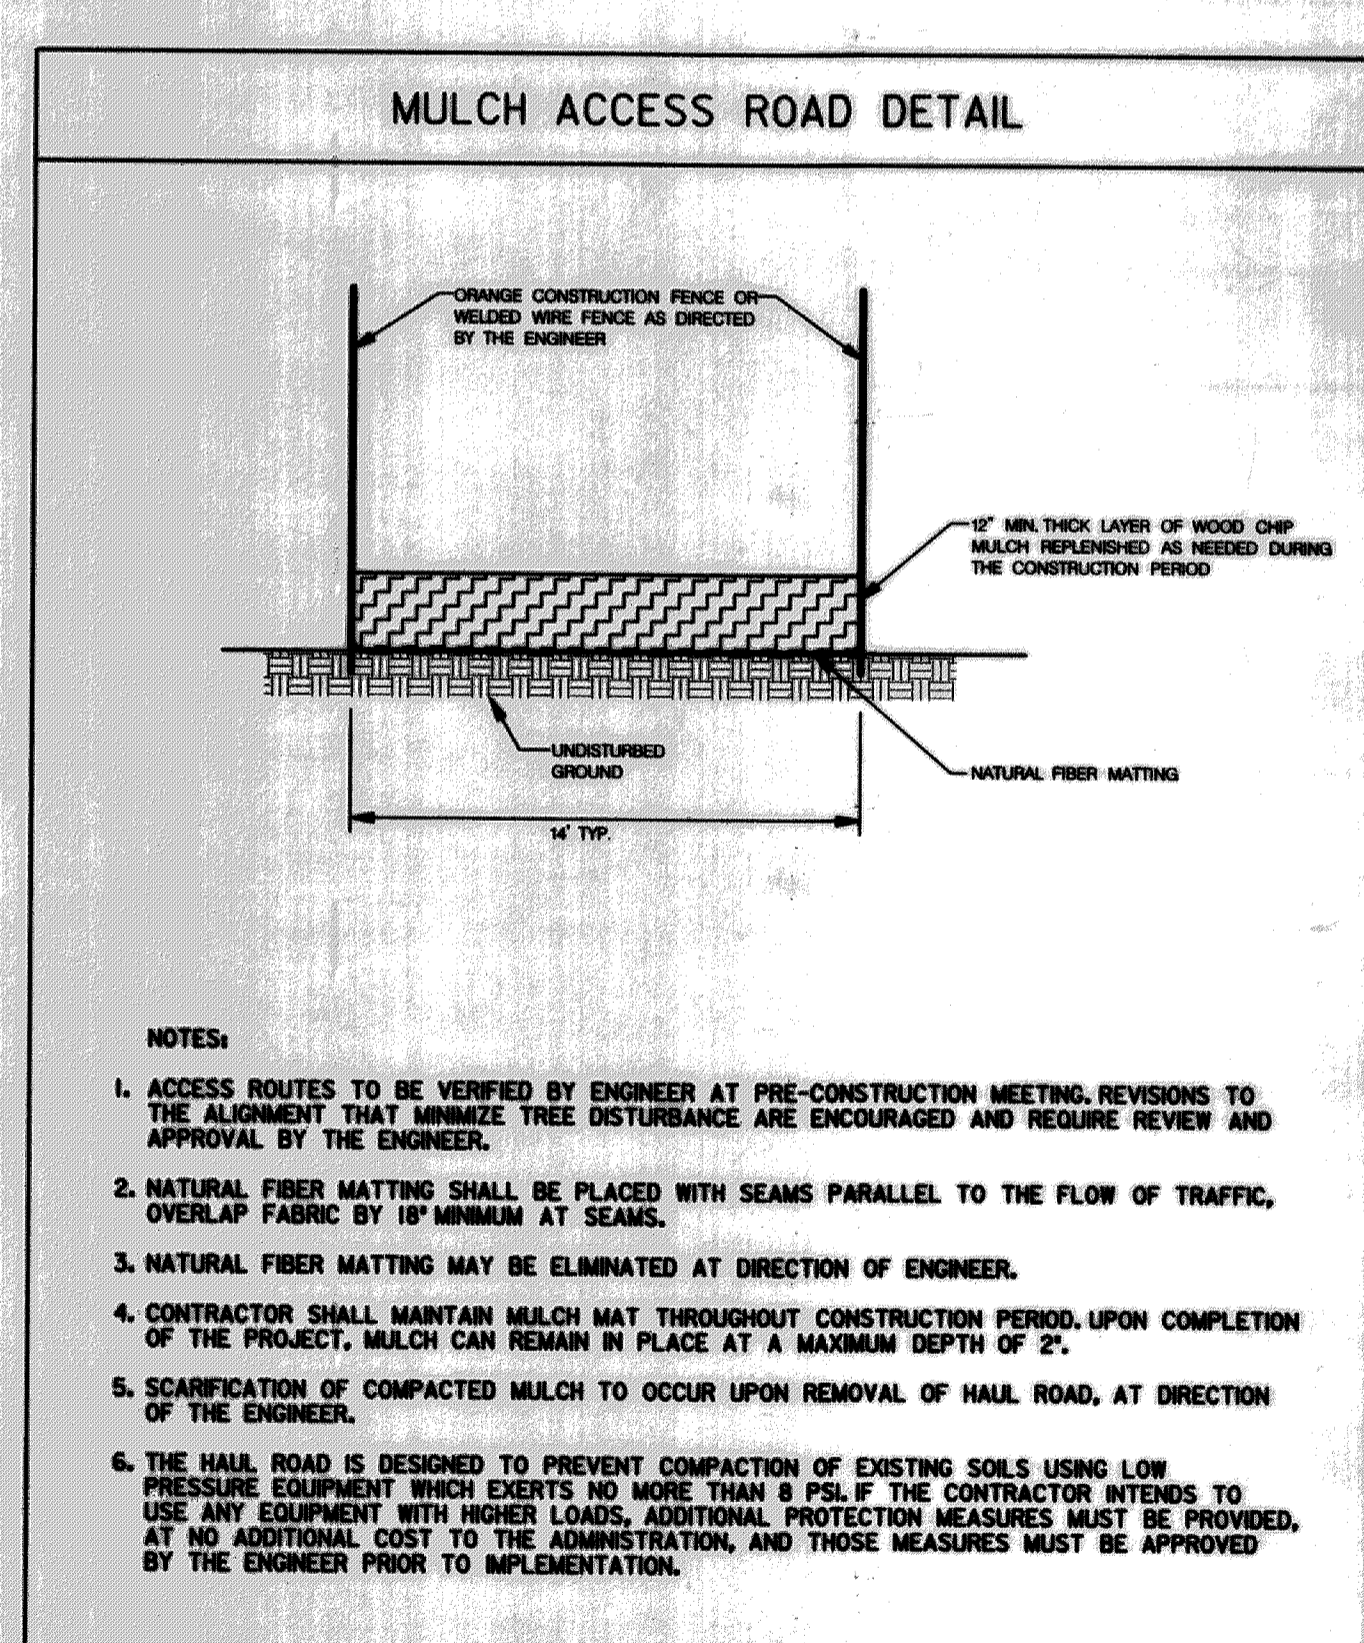 MULCH ACCESS ROAD DETAIL
ORANGE CONSTRUCTION FENCE OR
WELDED WIRE FENCE AS DIRECTED
BY THE ENGINEER
12" MIN. THICK LAYER OF WOOD CHIP
MULCH REPLENISHED AS NEEDED DURING
THE CONSTRUCTION PERIOD
UNDISTURBED
GROUND
NATURAL FIBER MATTING
14' TYP.
NOTES:
1. ACCESS ROUTES TO BE VERIFIED BY ENGINEER AT PRE-CONSTRUCTION MEETING. REVISIONS TO
THE ALIGNMENT THAT MINIMIZE TREE DISTURBANCE ARE ENCOURAGED AND REQUIRE REVIEW AND
APPROVAL BY THE ENGINEER.
2. NATURAL FIBER MATTING SHALL BE PLACED WITH SEAMS PARALLEL TO THE FLOW OF TRAFFIC,
OVERLAP FABRIC BY 18" MINIMUM AT SEAMS.
3. NATURAL FIBER MATTING MAY BE ELIMINATED AT DIRECTION OF ENGINEER.
4. CONTRACTOR SHALL MAINTAIN MULCH MAT THROUGHOUT CONSTRUCTION PERIOD. UPON COMPLETION
OF THE PROJECT, MULCH CAN REMAIN IN PLACE AT A MAXIMUM DEPTH OF 2".
5. SCARIFICATION OF COMPACTED MULCH TO OCCUR UPON REMOVAL OF HAUL ROAD, AT DIRECTION
OF THE ENGINEER.
6. THE HAUL ROAD IS DESIGNED TO PREVENT COMPACTION OF EXISTING SOILS USING LOW
PRESSURE EQUIPMENT WHICH EXERTS NO MORE THAN 8 PSI. IF THE CONTRACTOR INTENDS TO
USE ANY EQUIPMENT WITH HIGHER LOADS, ADDITIONAL PROTECTION MEASURES MUST BE PROVIDED,
AT NO ADDITIONAL COST TO THE ADMINISTRATION, AND THOSE MEASURES MUST BE APPROVED
BY THE ENGINEER PRIOR TO IMPLEMENTATION.